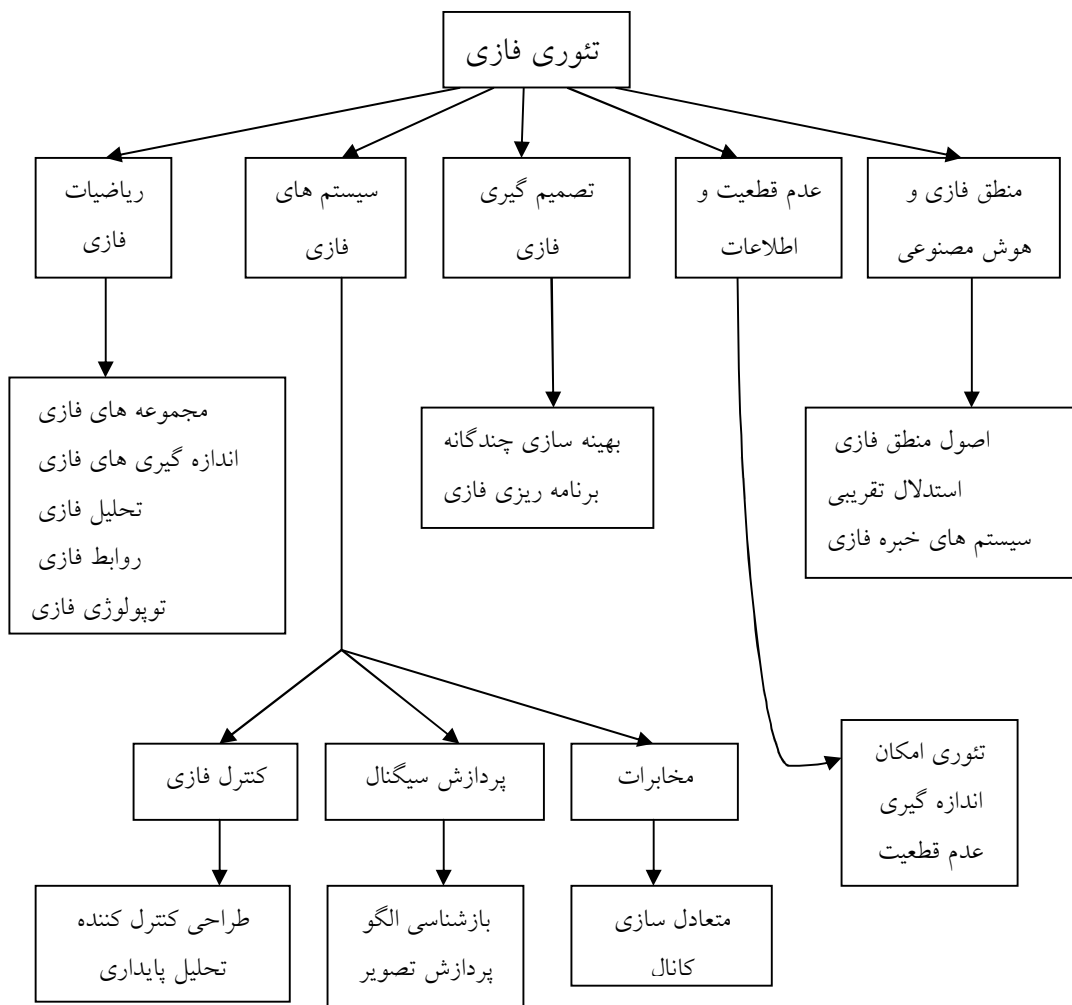 تئوری فازی
منطق فازی و
هوش مصنوعی
عدم قطعیت و
اطلاعات
تصمیم گیری
فازی
سیستم های
فازی
ریاضیات
فازی
اصول منطق فازی
استدلال تقریبی
سیستم های خبره فازی
بهینه سازی چندگانه
برنامه ریزی فازی
مجموعه های فازی
اندازه گیری های فازی
تحلیل فازی
روابط فازی
توپولوژی فازی
تئوری امکان
اندازه گیری
عدم قطعیت
مخابرات
پردازش سیگنال
کنترل فازی
متعادل سازی
کانال
بازشناسی الگو
پردازش تصویر
طراحی کنترل کننده
تحلیل پایداری